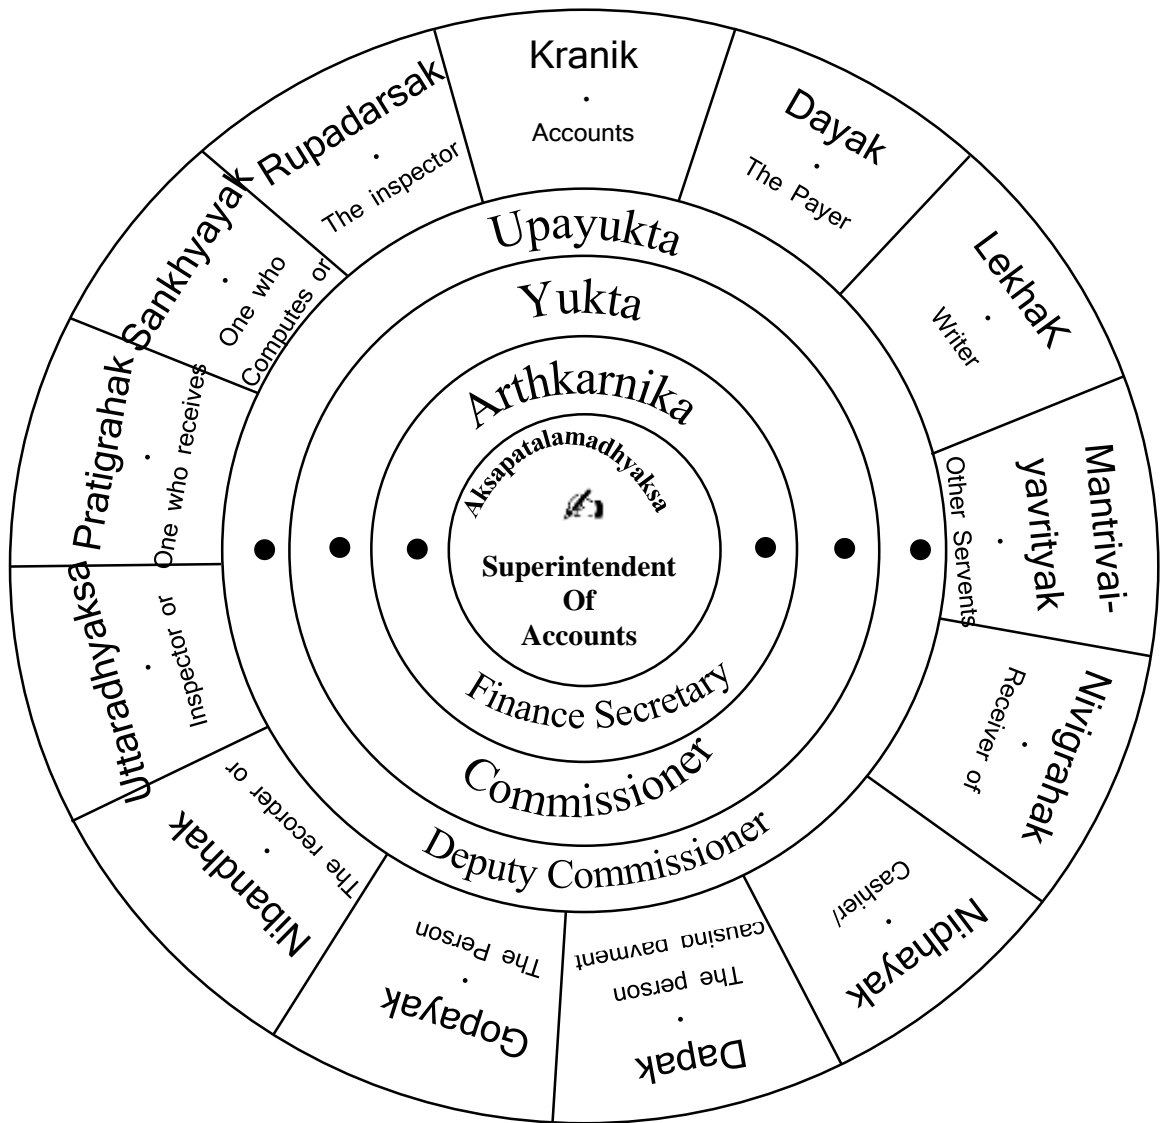 Kranik
Accounts
Dayak
The Payer
LekhaK
Writer
Mantrivai-
yavrityak
Other Servents
Nivigrahak
Receiver of
Nidhayak
Cashier/
Dapak
The person
causing payment
Gopayak
The Person
Nibandhak
The recorder or
Uttaradhyaksa
Inspector or
Pratigrahak
One who receives
Sankhyayak
One who
Computes or
Rupadarsak
The inspector
Upayukta
Yukta
Arthkarnika
Aksapatalamadhyaksa
✍
Superintendent
Of
Accounts
Finance Secretary
Commissioner
Deputy Commissioner